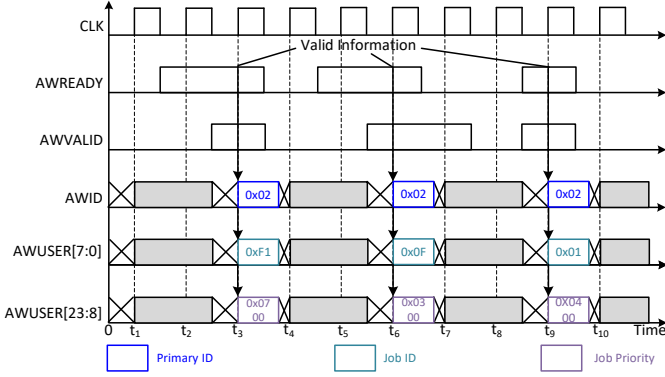 CLK
Valid Information
AWREADY
AWVALID
AWID
0x02 0x02 0x02
AWUSER[7:0]
0xF1 0x0F 0x01
AWUSER[23:8]
0x07 0x03 0X04
00 00 00
0 t1 t2 t3 t4 t5 t6 t7 t8 t9 t10 Time
Primary ID Job ID Job Priority